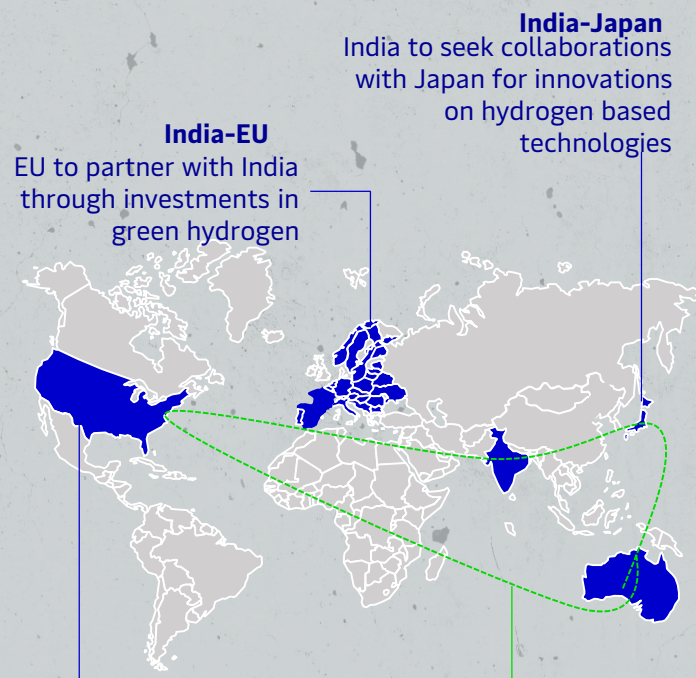 India-Japan
India to seek collaborations
with Japan for innovations
on hydrogen based
technologies
India-EU
EU to partner with India
through investments in
green hydrogen